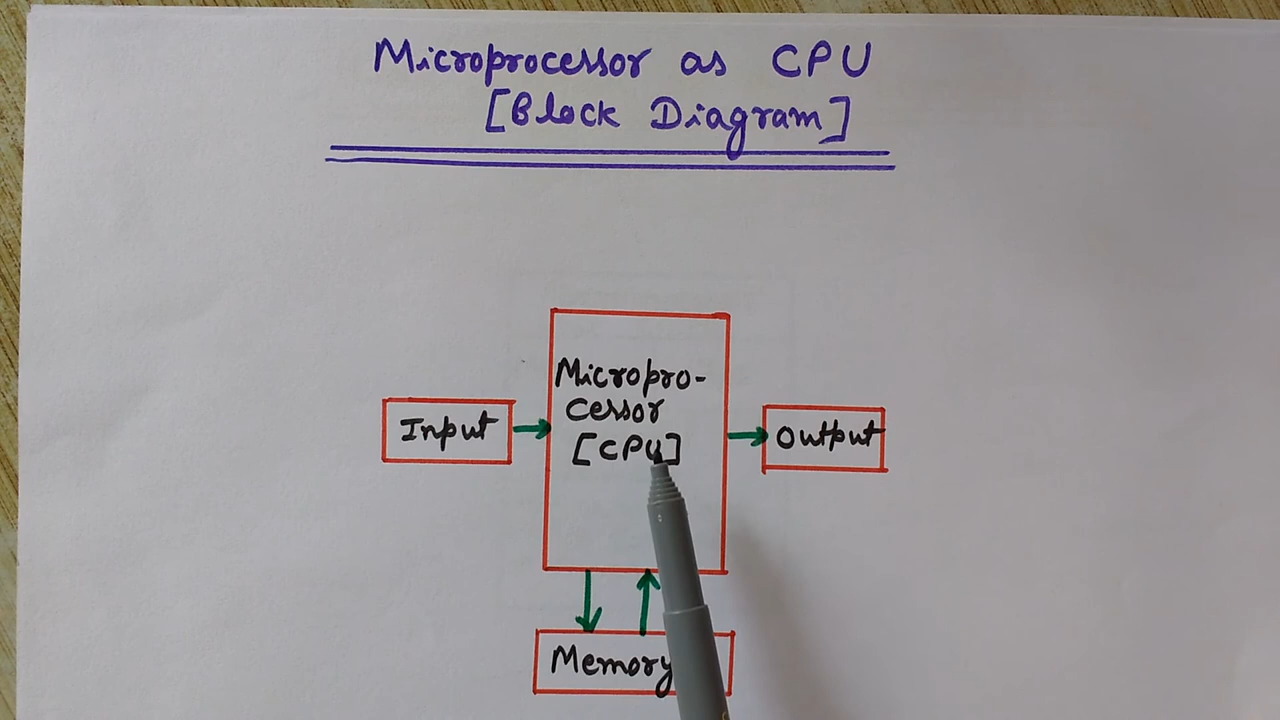 Microprocessor as CPU
[Block Diagram]
Micropro-
cessor
[CPU]
Input
Output
Memory